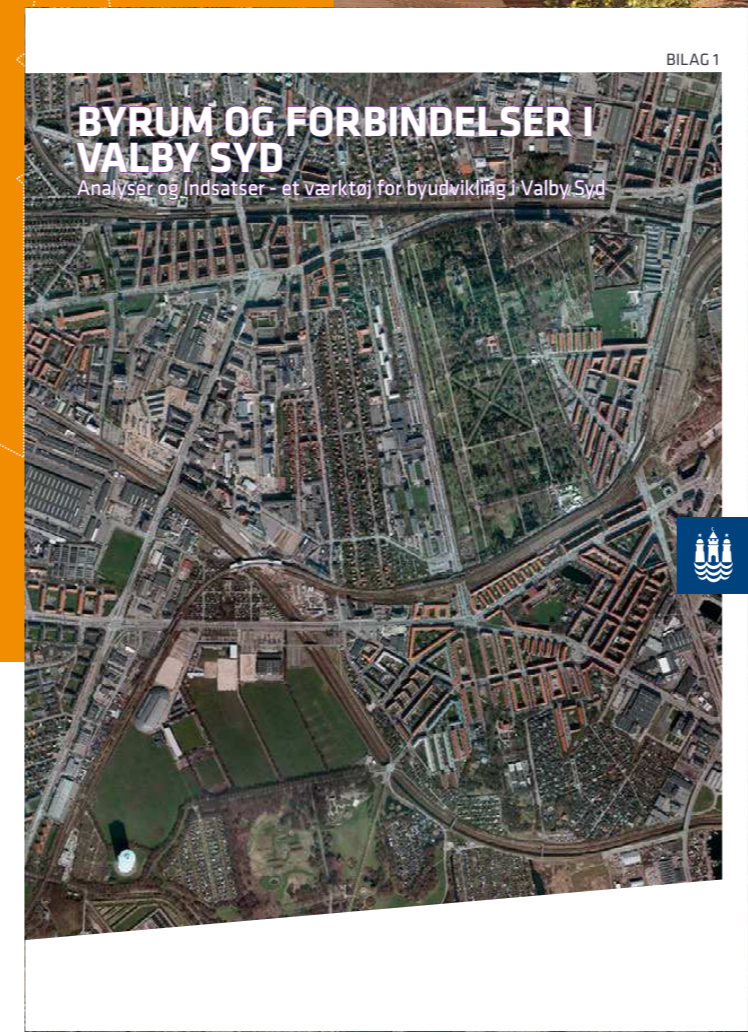 BILAG 1
BYRUM OG FORBINDELSER I
VALBY SYD
Analyser og Indsatser - et værktøj for byudvikling i Valby Syd